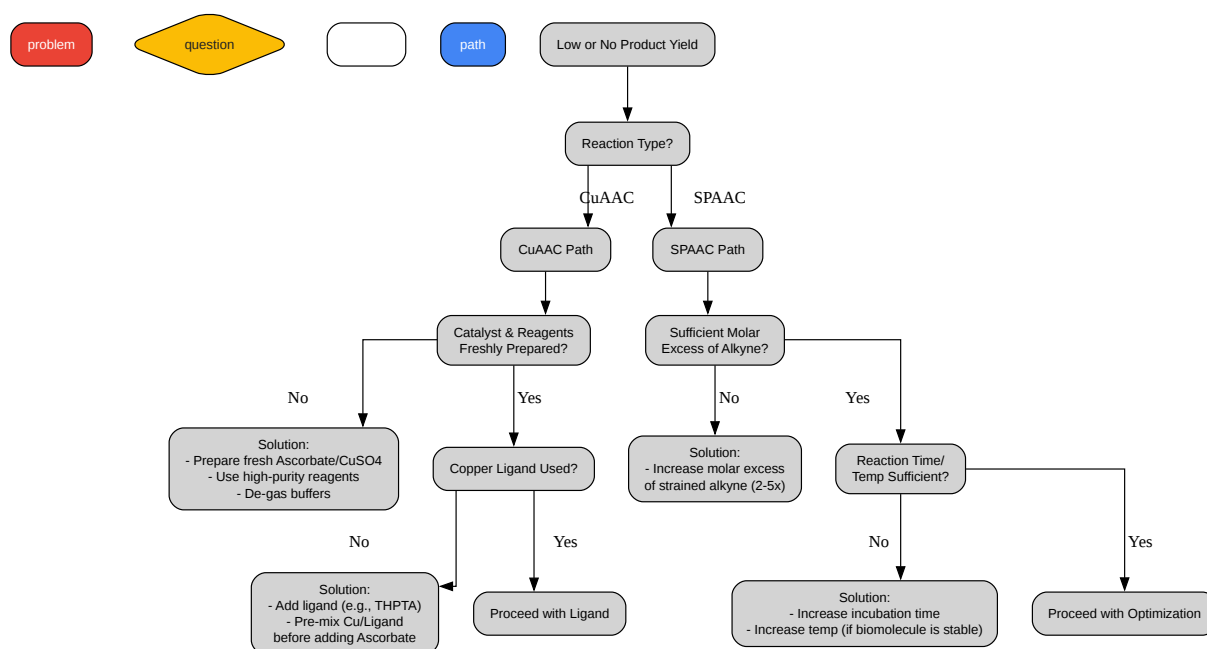 problem
question
path
Low or No Product Yield
Reaction Type?
CuAAC
SPAAC
CuAAC Path
SPAAC Path
Catalyst & Reagents
Freshly Prepared?
Sufficient Molar
Excess of Alkyne?
No
Yes
No
Yes
Solution:
- Prepare fresh Ascorbate/CuSO4
- Use high-purity reagents
- De-gas buffers
Copper Ligand Used?
Solution:
- Increase molar excess
of strained alkyne (2-5x)
Reaction Time/
Temp Sufficient?
No
Yes
No
Yes
Solution:
- Add ligand (e.g., THPTA)
- Pre-mix Cu/Ligand
before adding Ascorbate
Proceed with Ligand
Solution:
- Increase incubation time
- Increase temp (if biomolecule is stable)
Proceed with Optimization